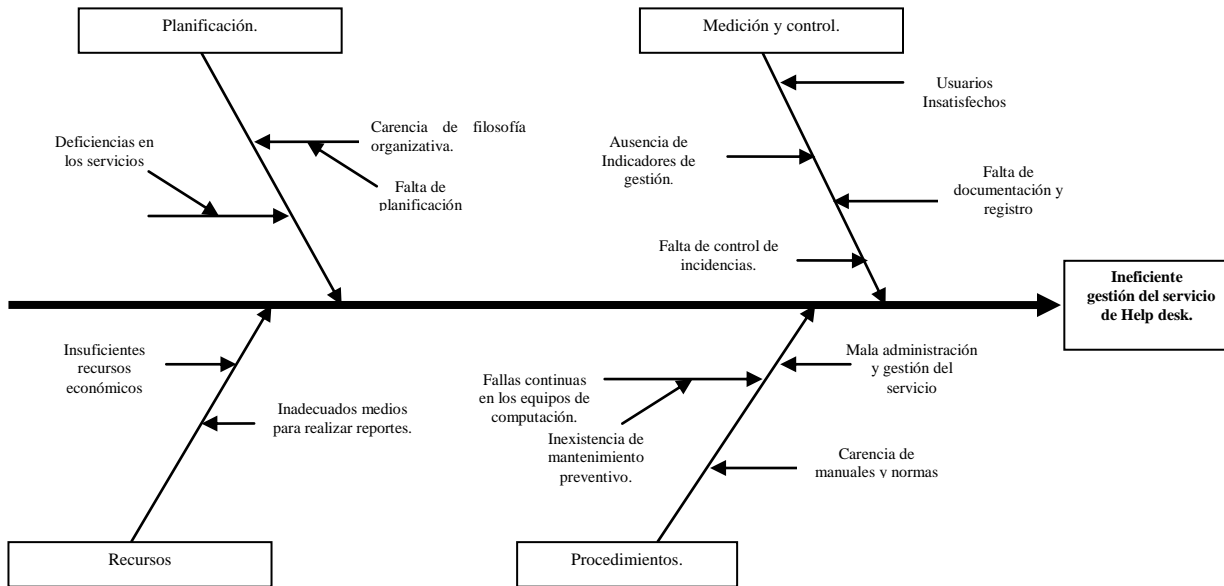 Planificación.
Medición y control.
Usuarios
Insatisfechos
Carencia de filosofía
organizativa.
Deficiencias en
los servicios
Falta de
planificación
Ausencia de
Indicadores de
gestión.
Falta de
documentación y
registro
Falta de control de
incidencias.
Ineficiente
gestión del servicio
de Help desk.
Insuficientes
recursos
económicos
Inadecuados medios
para realizar reportes.
Fallas continuas
en los equipos de
computación.
Inexistencia de
mantenimiento
preventivo.
Mala administración
y gestión del
servicio
Carencia de
manuales y normas
Recursos
Procedimientos.